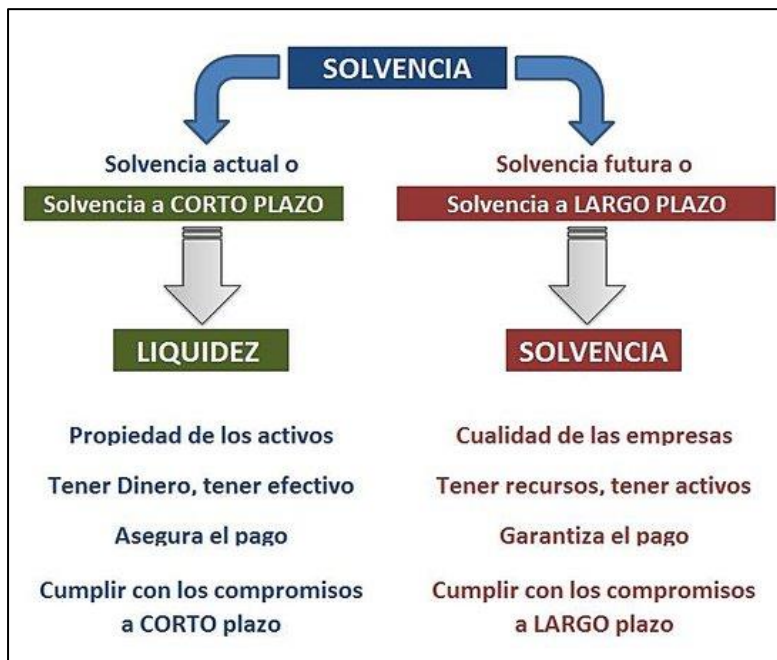 SOLVENCIA
Solvencia actual o
Solvencia a CORTO PLAZO
LIQUIDEZ
Propiedad de los activos
Tener Dinero, tener efectivo
Asegura el pago
Cumplir con los compromisos
a CORTO plazo
Solvencia futura o
Solvencia a LARGO PLAZO
SOLVENCIA
Cualidad de las empresas
Tener recursos, tener activos
Garantiza el pago
Cumplir con los compromisos
a LARGO plazo